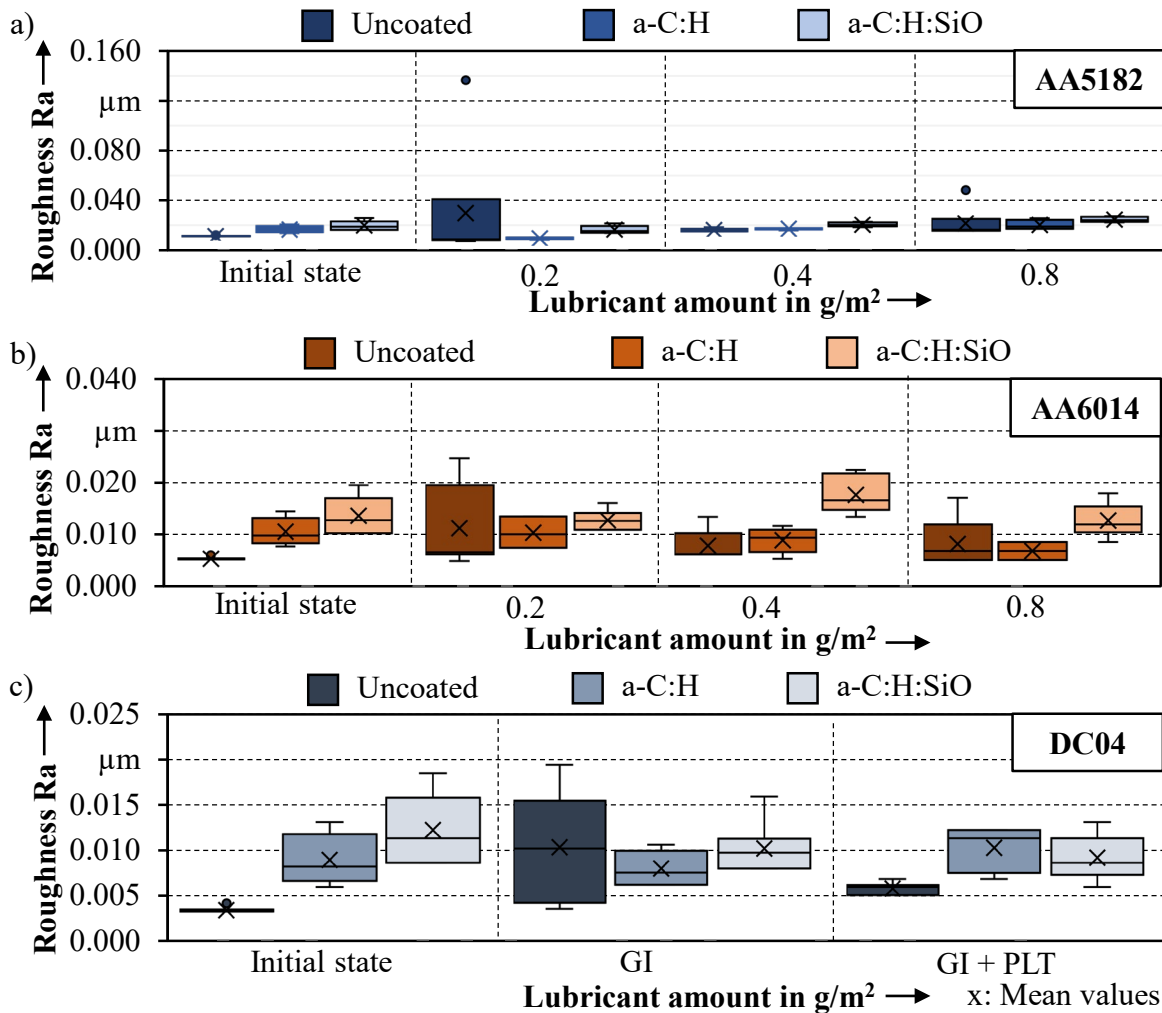 a)
Uncoated a-C:H a-C:H:SiO
Roughness Ra
0.160
µm
0.080
0.040
0.000
AA5182
Initial state 0.2 0.4 0.8
Lubricant amount in g/m²
b)
Uncoated a-C:H a-C:H:SiO
Roughness Ra
0.040
µm
0.020
0.010
0.000
AA6014
Initial state 0.2 0.4 0.8
Lubricant amount in g/m²
c)
Uncoated a-C:H a-C:H:SiO
Roughness Ra
0.025
µm
0.015
0.010
0.005
0.000
DC04
Initial state GI GI + PLT
Lubricant amount in g/m² x: Mean values